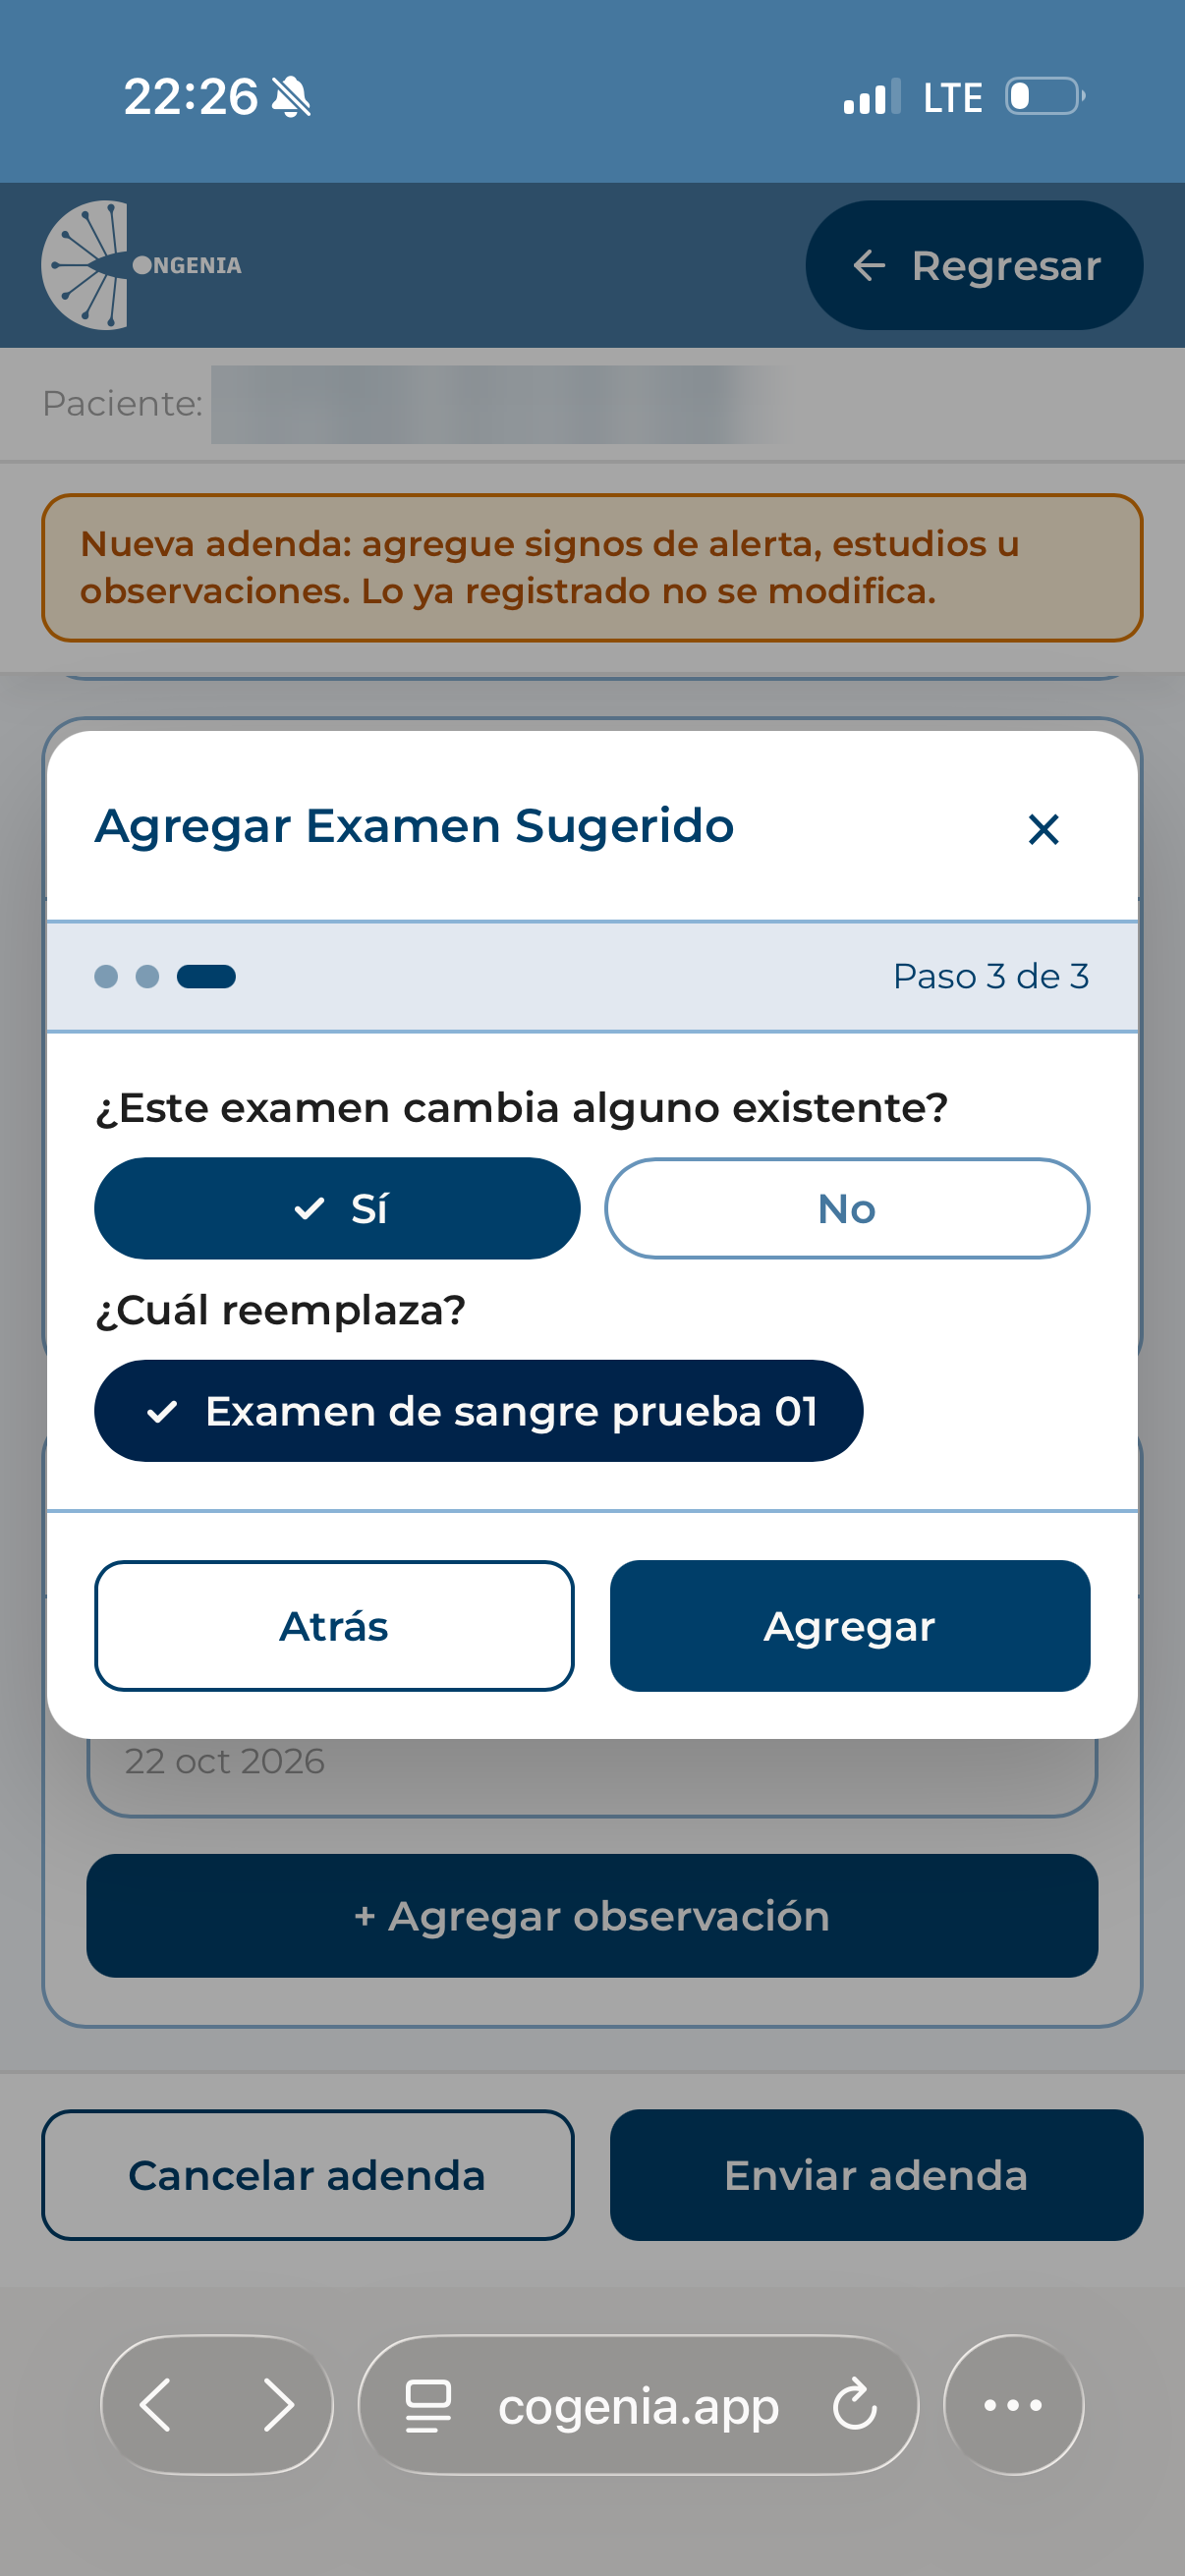 22:26
LTE
ONGENIA
← Regresar
Paciente:
Nueva adenda: agregue signos de alerta, estudios u
observaciones. Lo ya registrado no se modifica.
Agregar Examen Sugerido
×
Paso 3 de 3
¿Este examen cambia alguno existente?
✓ Sí
No
¿Cuál reemplaza?
✓ Examen de sangre prueba 01
Atrás
Agregar
22 oct 2026
+ Agregar observación
Cancelar adenda
Enviar adenda
cogenia.app